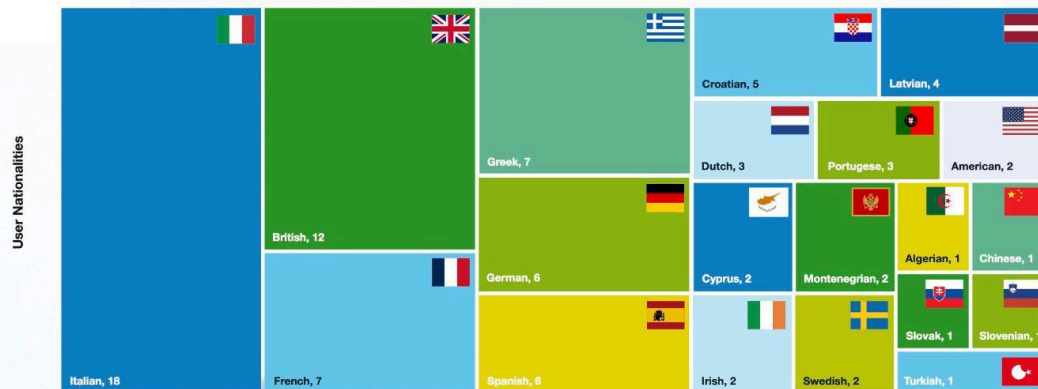 User Nationalities
Italian, 18
British, 12
French, 7
Greek, 7
German, 6
Spanish, 6
Croatian, 5
Latvian, 4
Dutch, 3
Portugese, 3
American, 2
Cyprus, 2
Montenegrian, 2
Algerian, 1
Chinese, 1
Slovak, 1
Slovenian, 1
Irish, 2
Swedish, 2
Turkish, 1